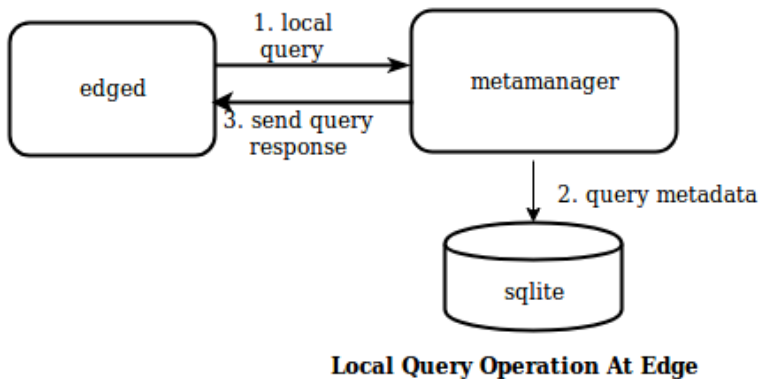 1. local
query
edged
metamanager
3. send query
response
2. query metadata
sqlite
Local Query Operation At Edge